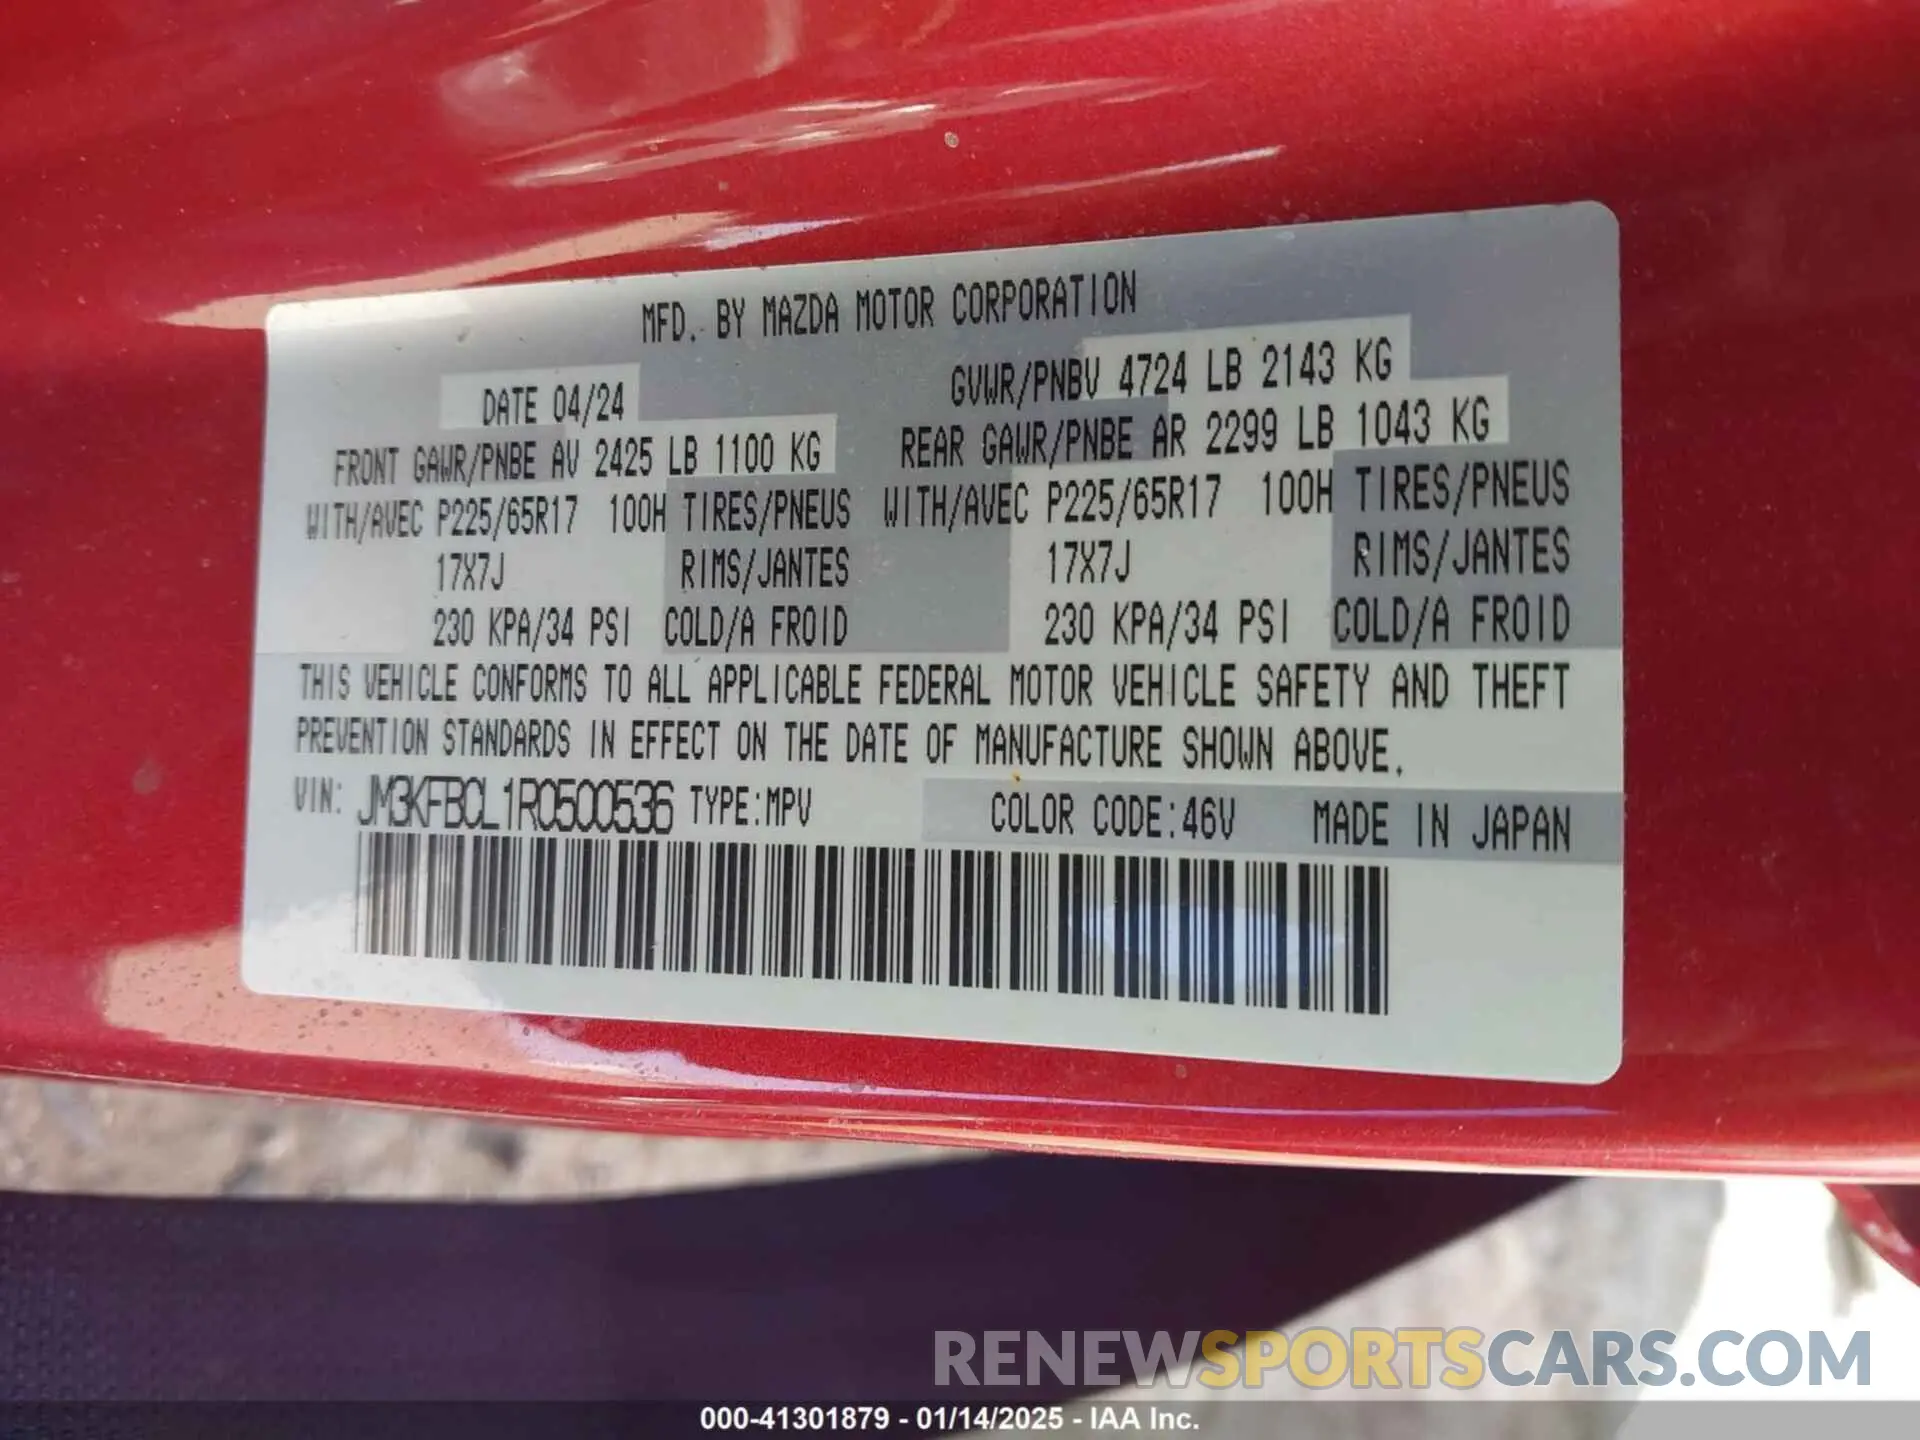 MFD. BY MAZDA MOTOR CORPORATION
DATE 04/24 GVWR/PNBV 4724 LB 2143 KG
FRONT GAWR/PNBE AV 2425 LB 1100 KG REAR GAWR/PNBE AR 2299 LB 1043 KG
WITH/AVEC P225/65R17 100H TIRES/PNEUS WITH/AVEC P225/65R17 100H TIRES/PNEUS
17X7J RIMS/JANTES 17X7J RIMS/JANTES
230 KPA/34 PSI COLD/A FROID 230 KPA/34 PSI COLD/A FROID
THIS VEHICLE CONFORMS TO ALL APPLICABLE FEDERAL MOTOR VEHICLE SAFETY AND THEFT
PREVENTION STANDARDS IN EFFECT ON THE DATE OF MANUFACTURE SHOWN ABOVE.
VIN: JM3KFBCL1R0500536 TYPE:MPV COLOR CODE:46V MADE IN JAPAN
RENEWSPORTSCARS.COM
000-41301879 - 01/14/2025 - IAA Inc.